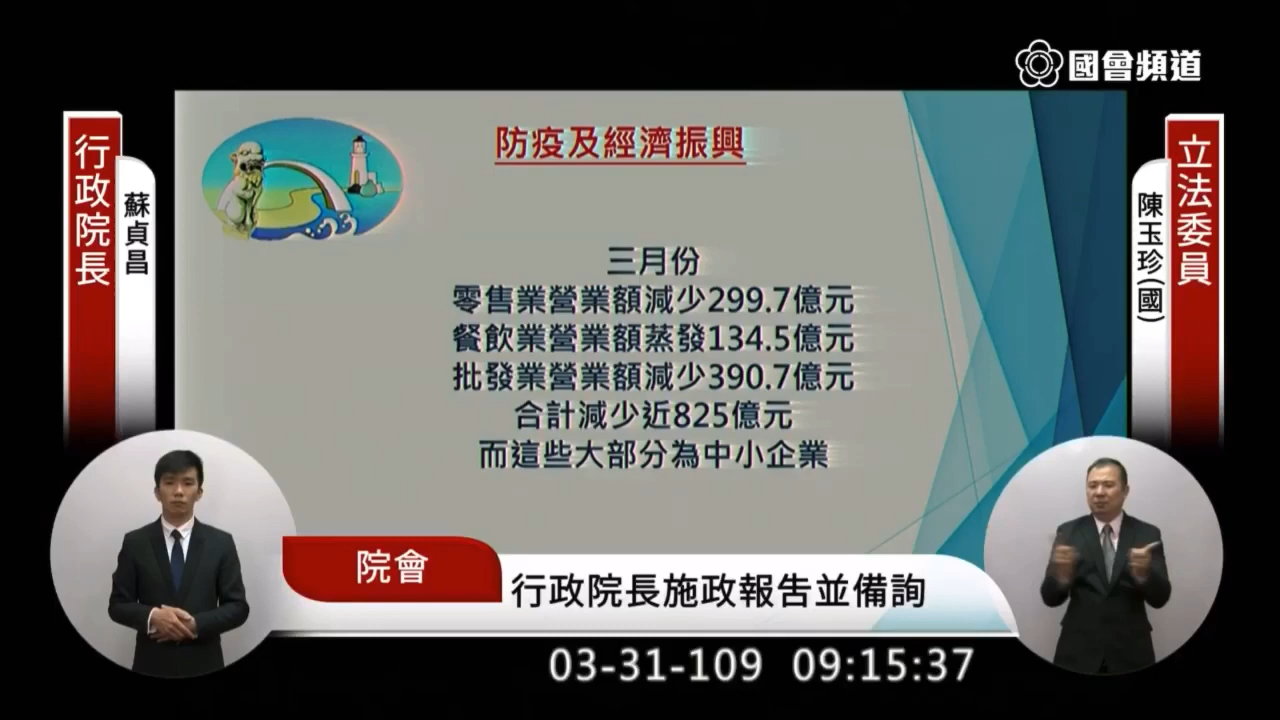 國會頻道
行政院長
蘇貞昌
立法委員
陳玉珍(國)
防疫及經濟振興
三月份
零售業營業額減少299.7億元
餐飲業營業額蒸發134.5億元
批發業營業額減少390.7億元
合計減少近825億元
而這些大部分為中小企業
院會
行政院長施政報告並備詢
03-31-109 09:15:37